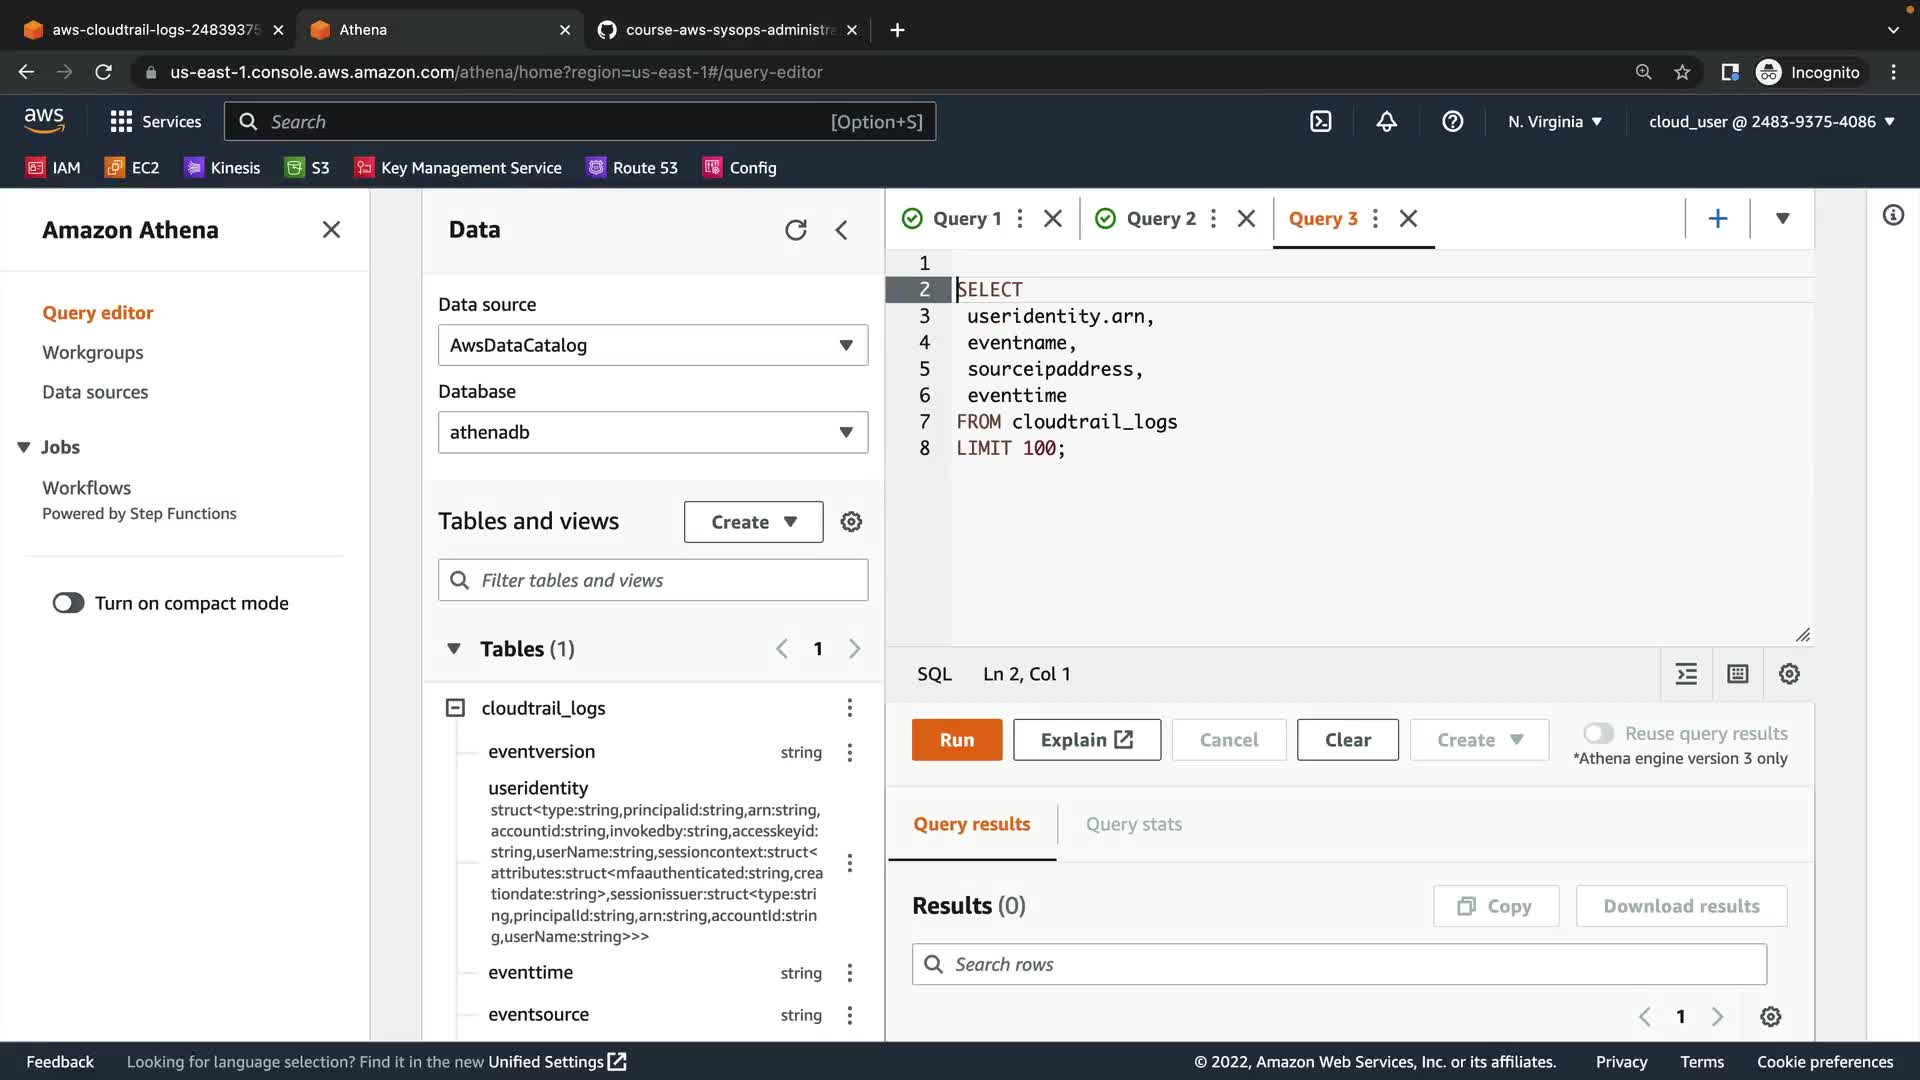 aws-cloudtrail-logs-24839375
Athena
course-aws-sysops-administra
us-east-1.console.aws.amazon.com/athena/home?region=us-east-1#/query-editor
Incognito
aws
Services
Search
[Option+S]
N. Virginia
cloud_user @ 2483-9375-4086
IAM
EC2
Kinesis
S3
Key Management Service
Route 53
Config
Amazon Athena
Query editor
Workgroups
Data sources
Jobs
Workflows
Powered by Step Functions
Turn on compact mode
Data
Data source
AwsDataCatalog
Database
athenadb
Tables and views
Create
Filter tables and views
Tables (1)
1
cloudtrail_logs
eventversion string
useridentity
struct<type:string,principalid:string,arn:string,
accountid:string,invokedby:string,accesskeyid:
string,userName:string,sessioncontext:struct<
attributes:struct<mfaauthenticated:string,crea
tiondate:string>,sessionissuer:struct<type:stri
ng,principalId:string,arn:string,accountId:strin
g,userName:string>>>
eventtime string
eventsource string
Query 1
Query 2
Query 3
1
2 SELECT
3 useridentity.arn,
4 eventname,
5 sourceipaddress,
6 eventtime
7 FROM cloudtrail_logs
8 LIMIT 100;
SQL Ln 2, Col 1
Run
Explain
Cancel
Clear
Create
Reuse query results
*Athena engine version 3 only
Query results
Query stats
Results (0)
Copy
Download results
Search rows
1
Feedback
Looking for language selection? Find it in the new Unified Settings
© 2022, Amazon Web Services, Inc. or its affiliates.
Privacy
Terms
Cookie preferences